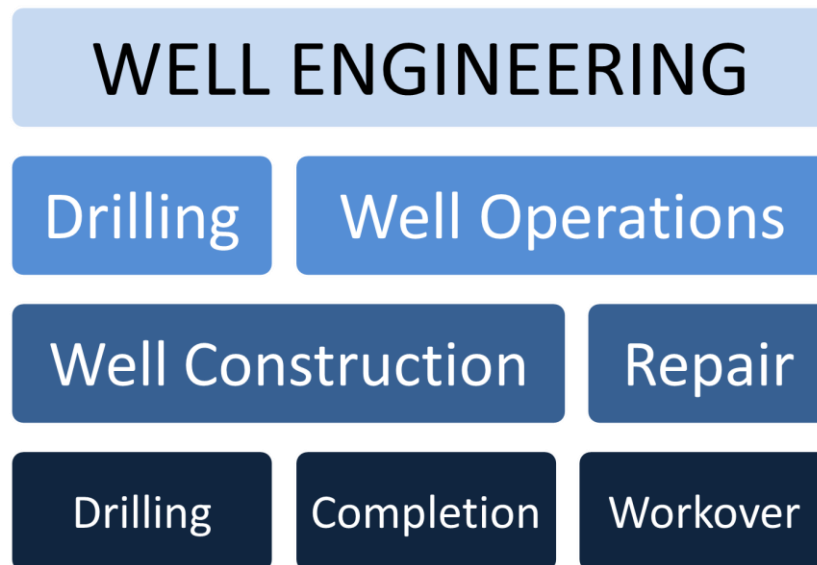 WELL ENGINEERING
Drilling
Well Operations
Well Construction
Repair
Drilling
Completion
Workover